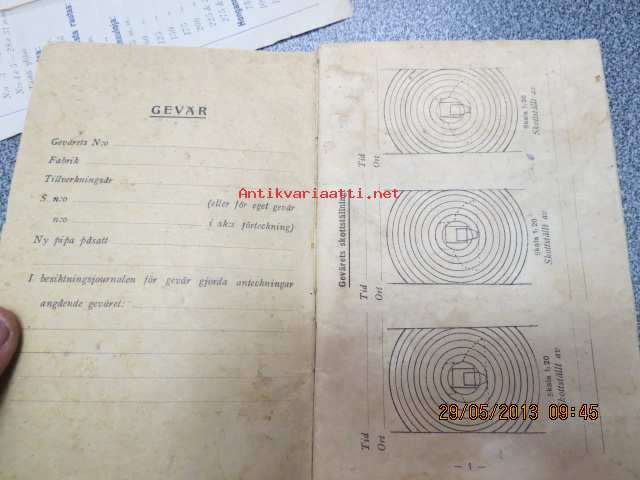 GEVÄR
Gevärets N:o
Fabrik
Tillverkningsår
S n:o (eller för eget gevär
n:o i sk:s förteckning)
Ny pipa påsatt
I besiktningsjournalen för gevär gjorda anteckningar
angående geväret:
Antikvariaatti.net
Gevärets skottställning
Tid
Ort
Skala 1:20
Skottställt av
Tid
Ort
Skala 1:20
Skottställt av
Tid
Ort
Skala 1:20
Skottställt av
— 1 —
29/05/2013 09:45